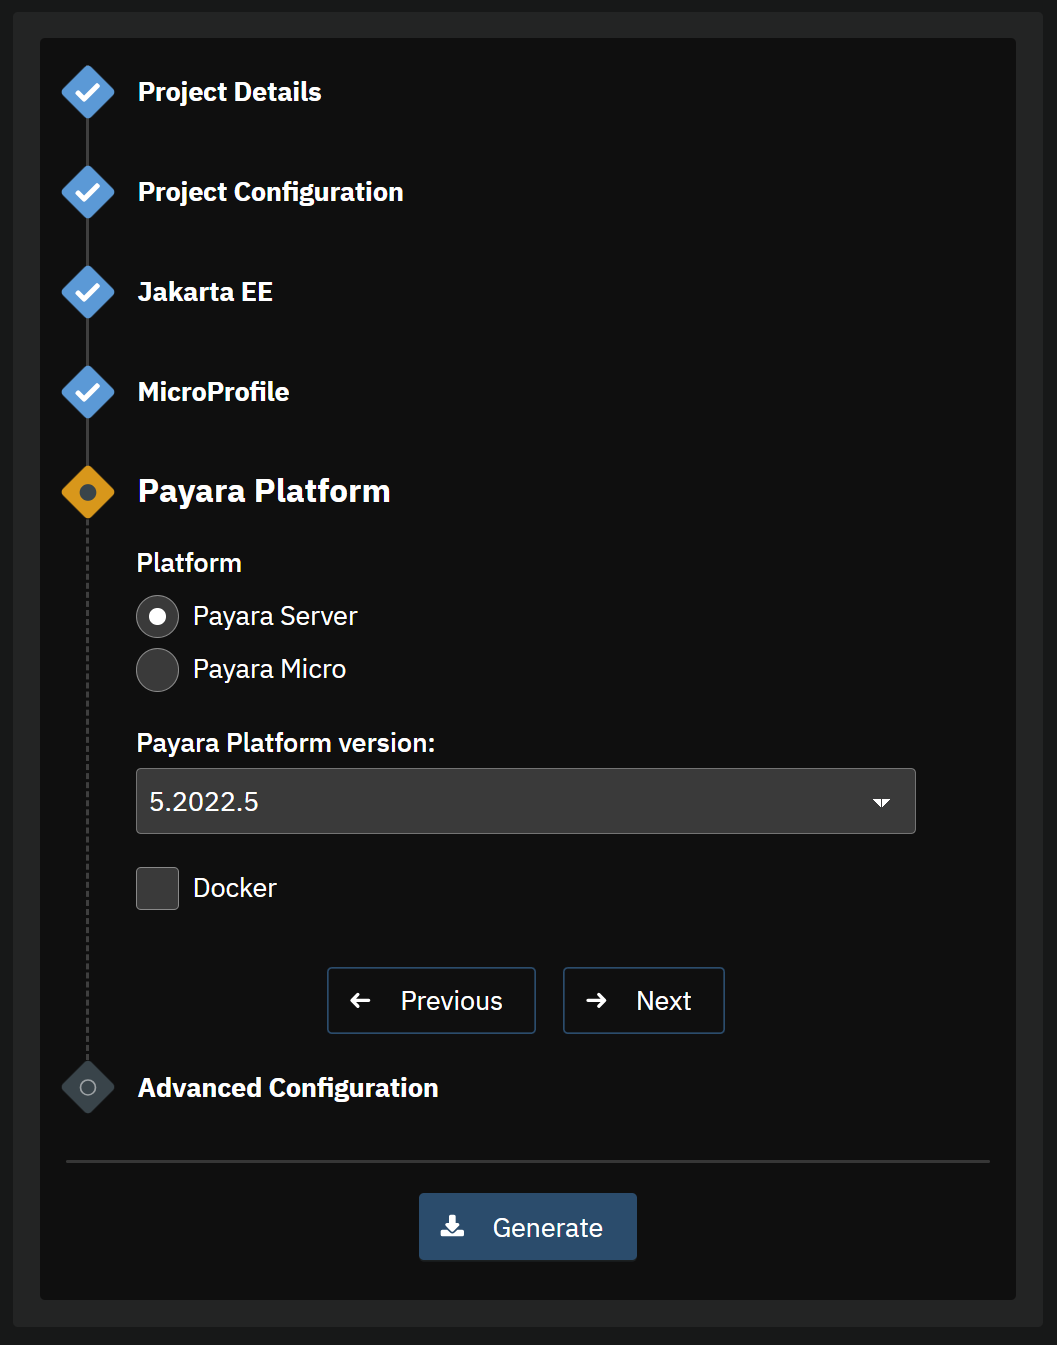 Project Details
Project Configuration
Jakarta EE
MicroProfile
Payara Platform
Platform
Payara Server
Payara Micro
Payara Platform version:
5.2022.5
Docker
Previous
Next
Advanced Configuration
Generate